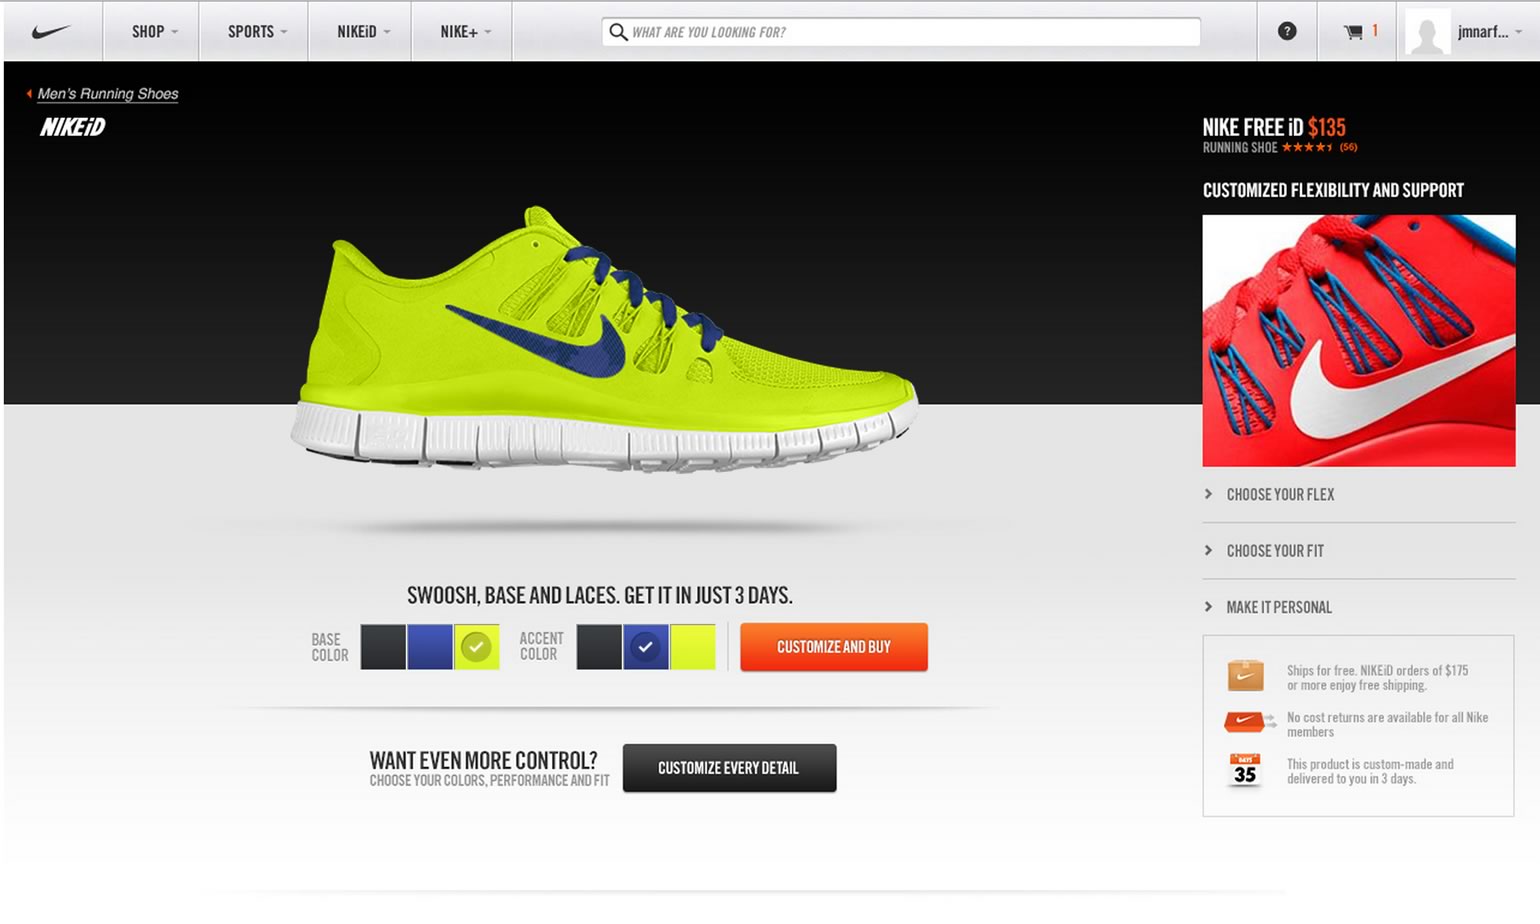 SHOP
SPORTS
NIKEiD
NIKE+
WHAT ARE YOU LOOKING FOR?
?
1
jmnarf...
Men's Running Shoes
NIKEiD
NIKE FREE iD $135
RUNNING SHOE (56)
CUSTOMIZED FLEXIBILITY AND SUPPORT
CHOOSE YOUR FLEX
CHOOSE YOUR FIT
MAKE IT PERSONAL
SWOOSH, BASE AND LACES. GET IT IN JUST 3 DAYS.
BASE
COLOR
ACCENT
COLOR
CUSTOMIZE AND BUY
WANT EVEN MORE CONTROL?
CHOOSE YOUR COLORS, PERFORMANCE AND FIT
CUSTOMIZE EVERY DETAIL
Ships for free. NIKEiD orders of $175
or more enjoy free shipping.
No cost returns are available for all Nike
members
DAYS
35
This product is custom-made and
delivered to you in 3 days.